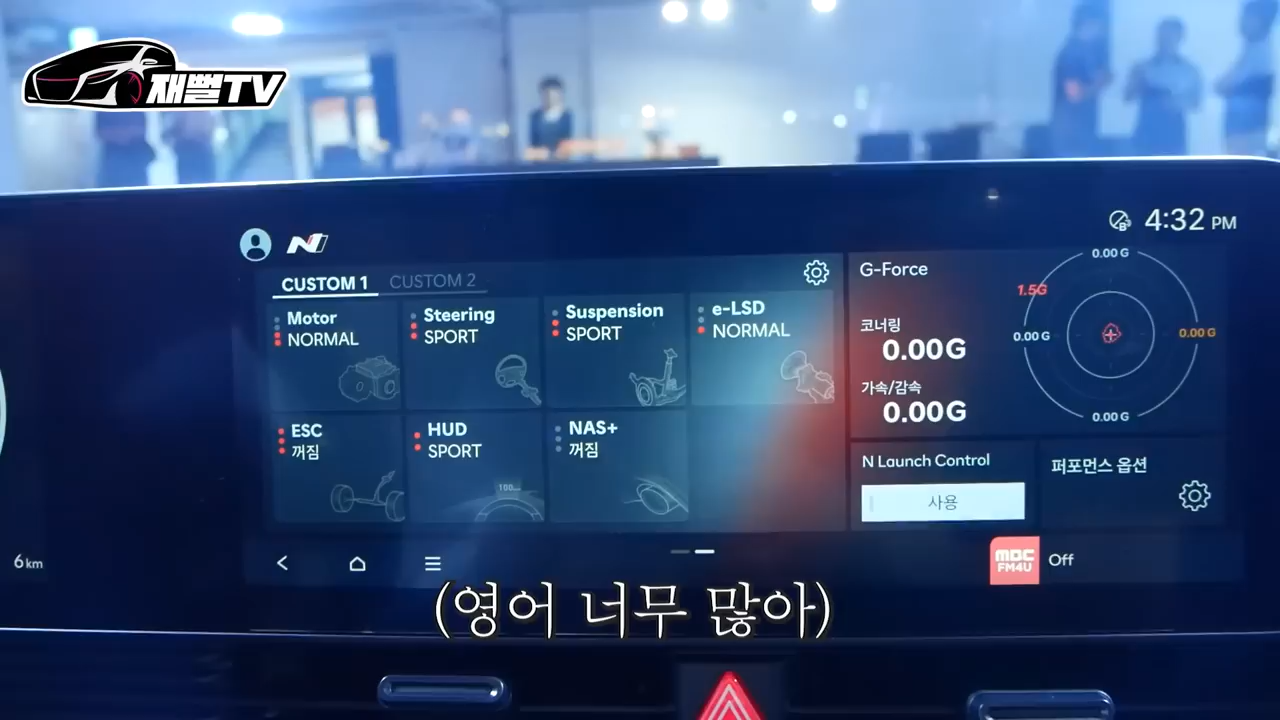 재뻘TV
N
4:32 PM
CUSTOM 1
CUSTOM 2
Motor
NORMAL
Steering
SPORT
Suspension
SPORT
e-LSD
NORMAL
ESC
꺼짐
HUD
SPORT
100
NAS+
꺼짐
G-Force
코너링
0.00G
가속/감속
0.00G
0.00 G
1.5G
0.00 G
0.00 G
0.00 G
N Launch Control
사용
퍼포먼스 옵션
MBC
FM4U
Off
6 km
(영어 너무 많아)